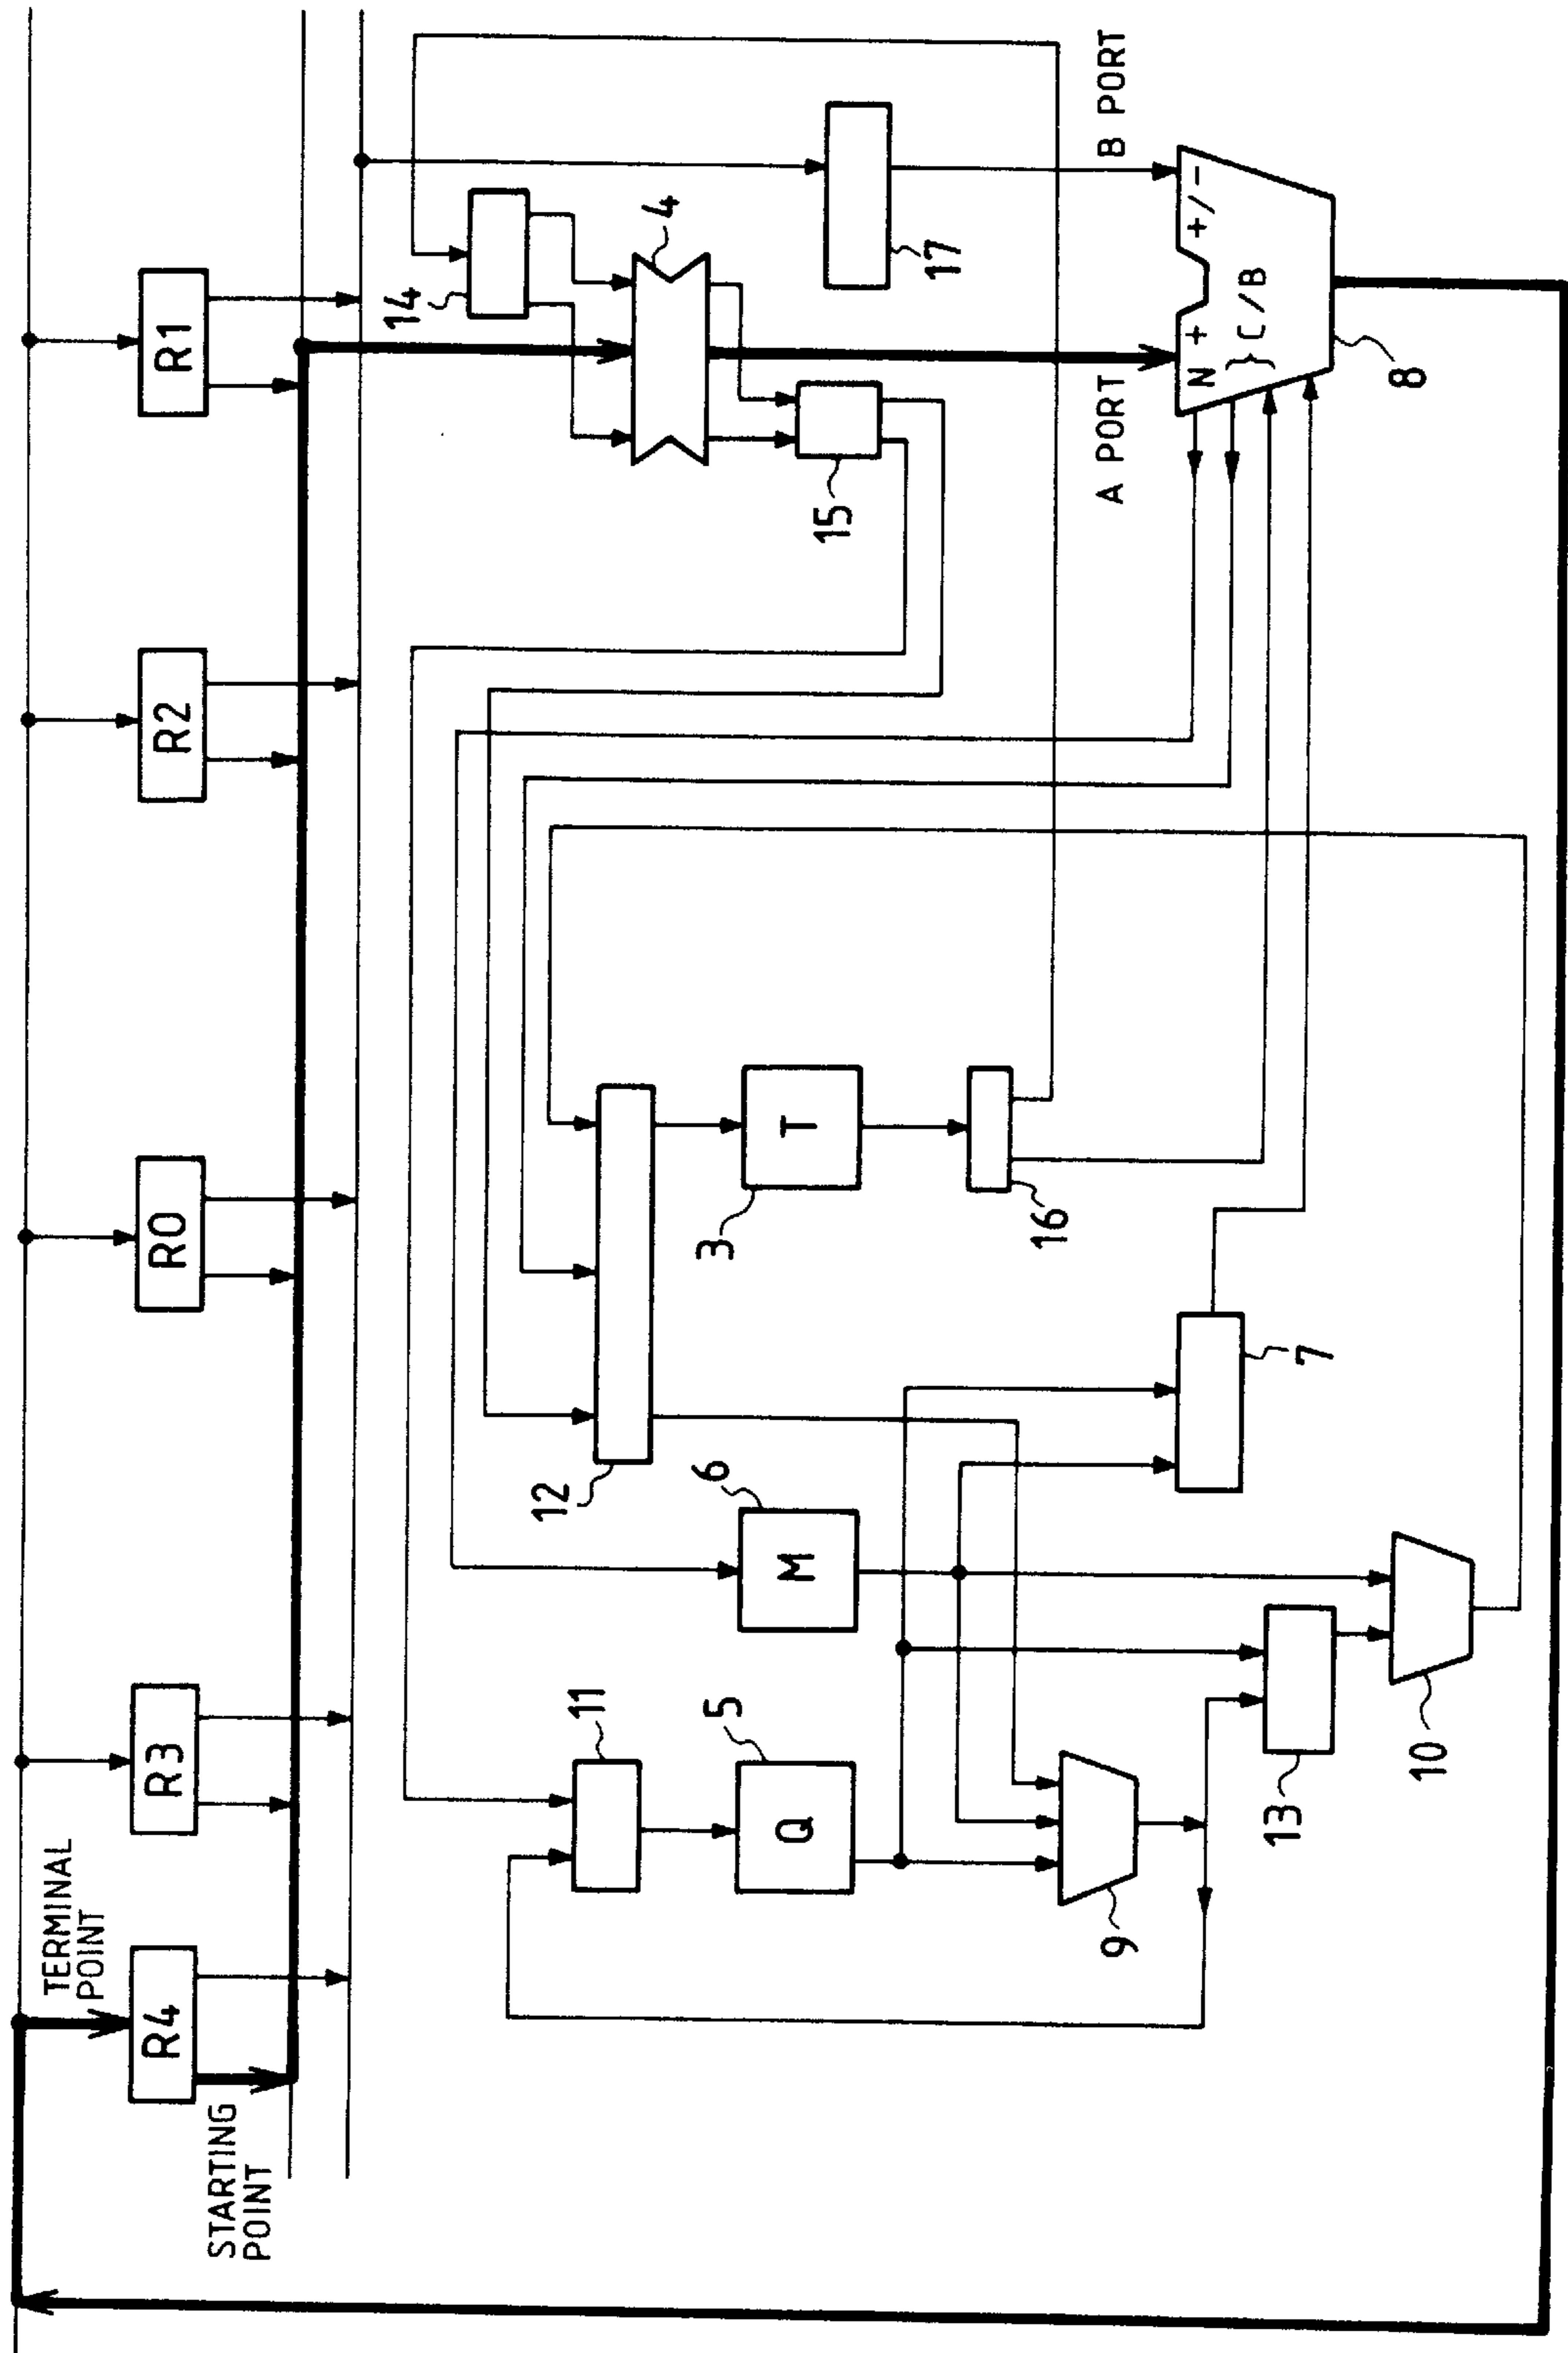 TERMINAL
POINT
R4
R3
R0
R2
R1
STARTING
POINT
14
4
11
12
15
17
5
Q
6
M
3
T
A PORT
B PORT
9
16
7
N + +/-
} C/B
13
10
8